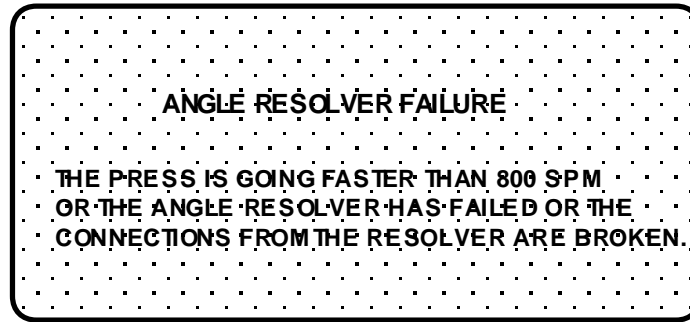 ANGLE RESOLVER FAILURE
THE PRESS IS GOING FASTER THAN 800 SPM
OR THE ANGLE RESOLVER HAS FAILED OR THE
CONNECTIONS FROM THE RESOLVER ARE BROKEN.